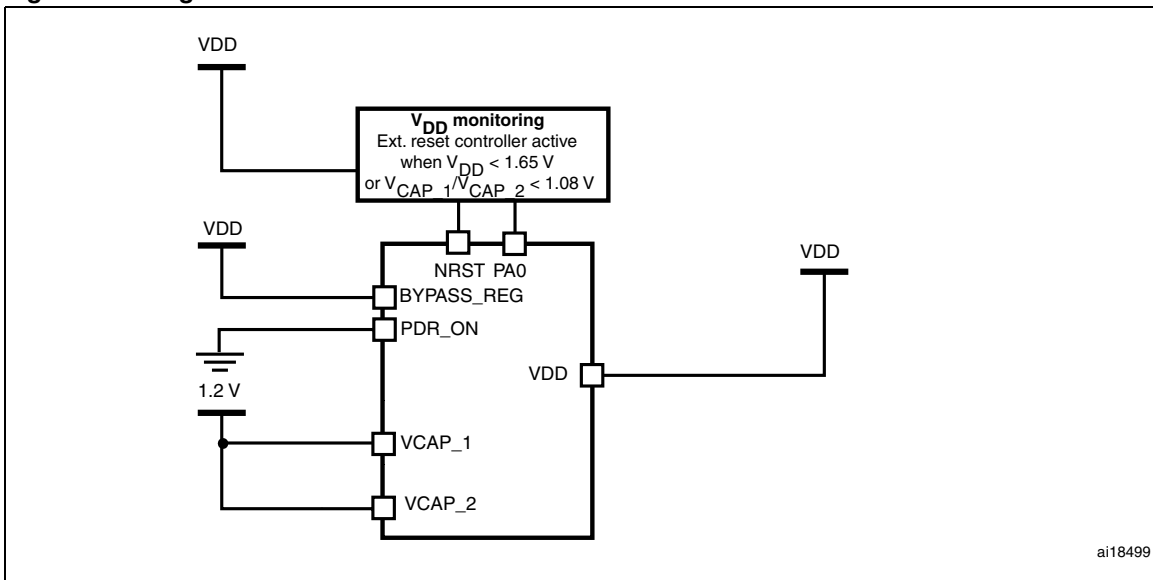 VDD
VDD monitoring
Ext. reset controller active
when VDD < 1.65 V
or VCAP_1/VCAP_2 < 1.08 V
VDD
NRST PA0
VDD
BYPASS_REG
PDR_ON
VDD
1.2 V
VCAP_1
VCAP_2
ai18499